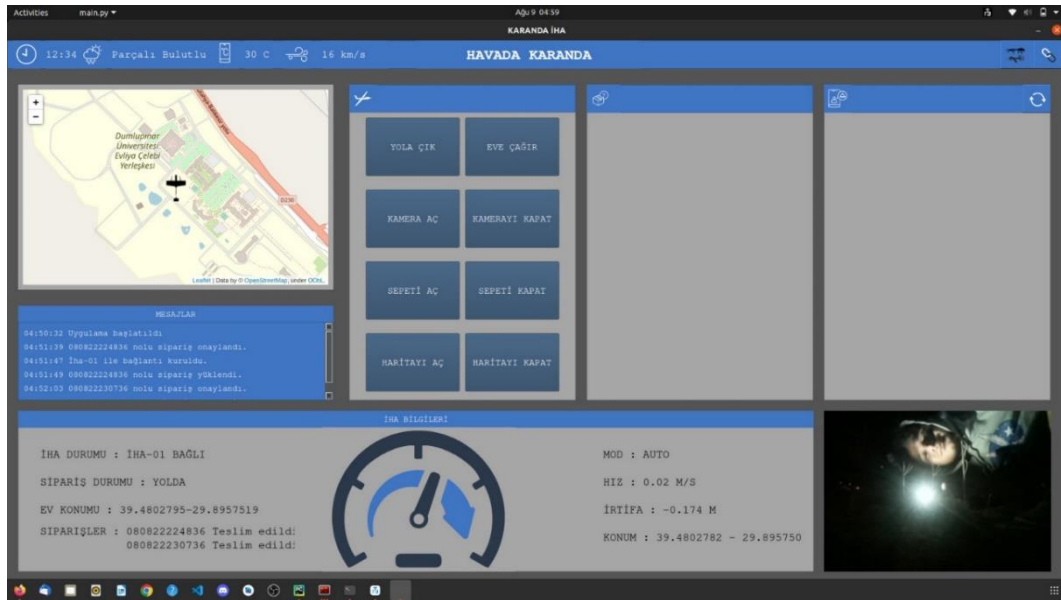 Activities main.py Ağu 9 04:59
KARANDA İHA
12:34 Parçalı Bulutlu 30 C 16 km/s HAVADA KARANDA
+
-
Dumlupınar
Üniversitesi
Evliya Çelebi
Yerleşkesi
D230
Leaflet | Data by © OpenStreetMap, under ODbL.
YOLA ÇIK EVE ÇAĞIR
KAMERA AÇ KAMERAYI KAPAT
SEPETİ AÇ SEPETİ KAPAT
HARİTAYI AÇ HARİTAYI KAPAT
MESAJLAR
04:50:32 Uygulama başlatıldı
04:51:39 080822224836 nolu sipariş onaylandı.
04:51:47 İha-01 ile bağlantı kuruldu.
04:51:49 080822224836 nolu sipariş yüklendi.
04:52:03 080822230736 nolu sipariş onaylandı.
İHA BİLGİLERİ
İHA DURUMU : İHA-01 BAĞLI
SİPARİŞ DURUMU : YOLDA
EV KONUMU : 39.4802795-29.8957519
SIPARIŞLER : 080822224836 Teslim edildi
080822230736 Teslim edildi
MOD : AUTO
HIZ : 0.02 M/S
İRTİFA : -0.174 M
KONUM : 39.4802782 - 29.895750